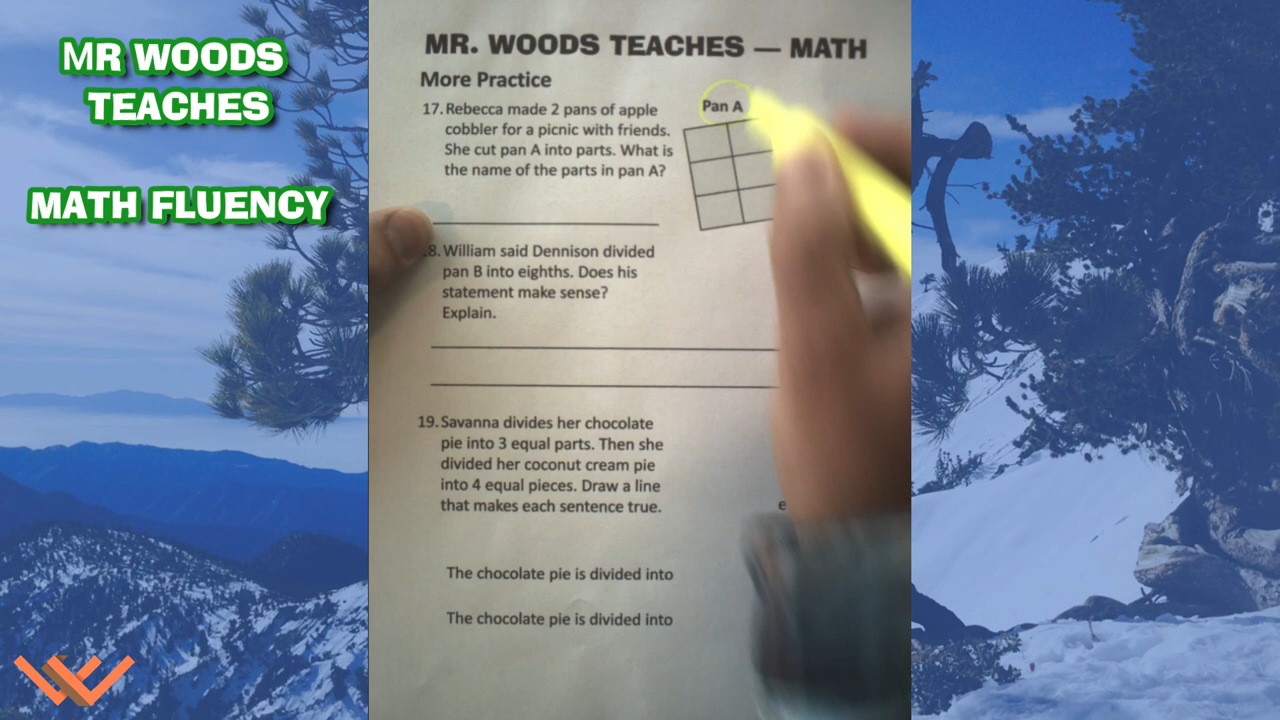 MR WOODS
TEACHES
MATH FLUENCY
MR. WOODS TEACHES — MATH
More Practice
17. Rebecca made 2 pans of apple
cobbler for a picnic with friends.
She cut pan A into parts. What is
the name of the parts in pan A?
Pan A
8. William said Dennison divided
pan B into eighths. Does his
statement make sense?
Explain.
19. Savanna divides her chocolate
pie into 3 equal parts. Then she
divided her coconut cream pie
into 4 equal pieces. Draw a line
that makes each sentence true.
The chocolate pie is divided into
The chocolate pie is divided into